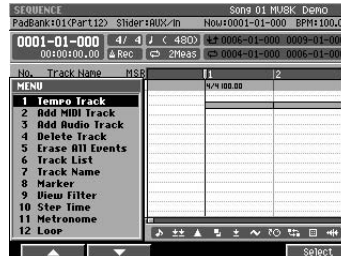 SEQUENCE Song 01 MV8K Demo
PadBank:01(Part12) Slider:AUX/In Now:0001-01-000 BPM:100.0
0001-01-000 4/ 4 ♩ ( 480) 0006-01-000 0009-01-00
00:00:00.00 Rec 2Meas 0004-01-000 0006-01-00
No. Track Name MSR 1 2
MENU 4/4 100.00
1 Tempo Track
2 Add MIDI Track
3 Add Audio Track
4 Delete Track
5 Erase All Events
6 Track List
7 Track Name
8 Marker
9 View Filter
10 Step Time
11 Metronome
12 Loop
Select